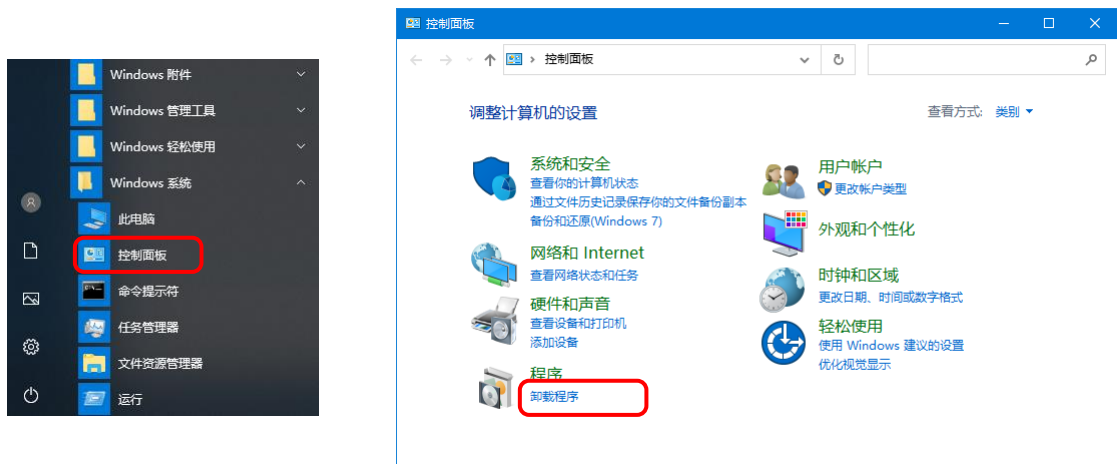 Windows 附件
Windows 管理工具
Windows 轻松使用
Windows 系统
此电脑
控制面板
命令提示符
任务管理器
文件资源管理器
运行
控制面板
控制面板
调整计算机的设置
查看方式: 类别
系统和安全
查看你的计算机状态
通过文件历史记录保存你的文件备份副本
备份和还原(Windows 7)
网络和 Internet
查看网络状态和任务
硬件和声音
查看设备和打印机
添加设备
程序
卸载程序
用户帐户
更改帐户类型
外观和个性化
时钟和区域
更改日期、时间或数字格式
轻松使用
使用 Windows 建议的设置
优化视觉显示